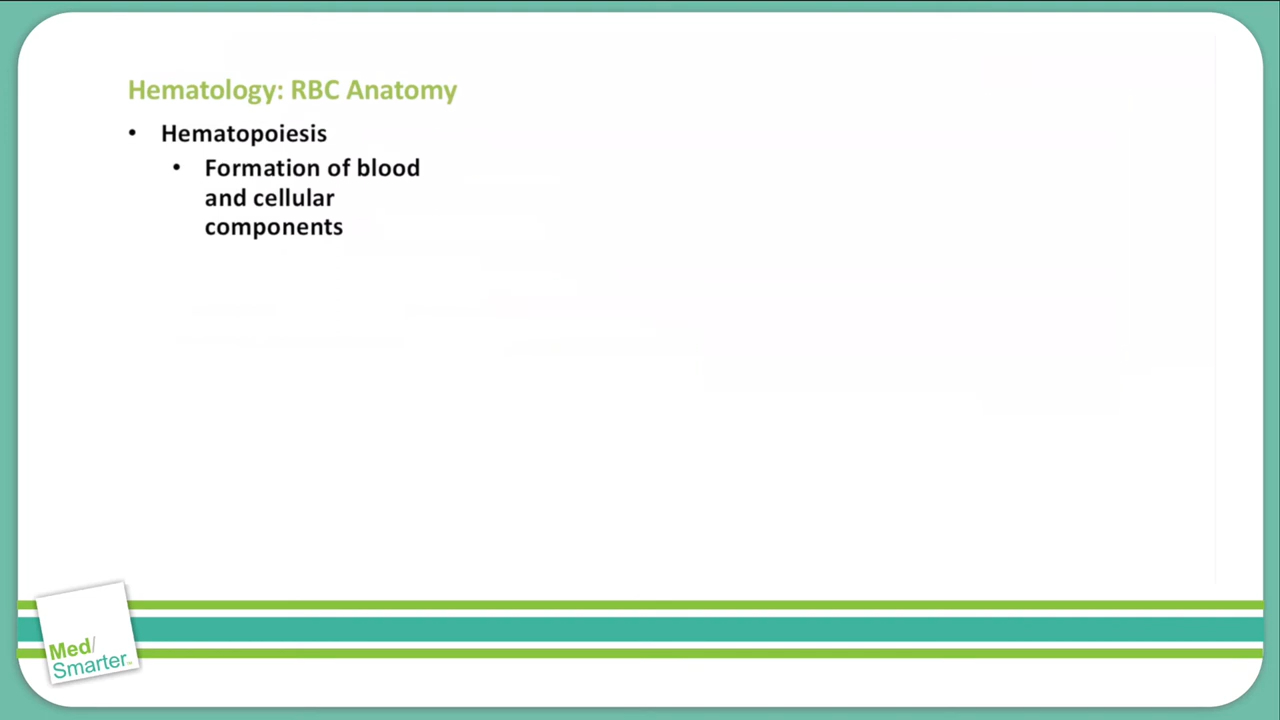 Hematology: RBC Anatomy
• Hematopoiesis
• Formation of blood
and cellular
components
Med/
Smarter